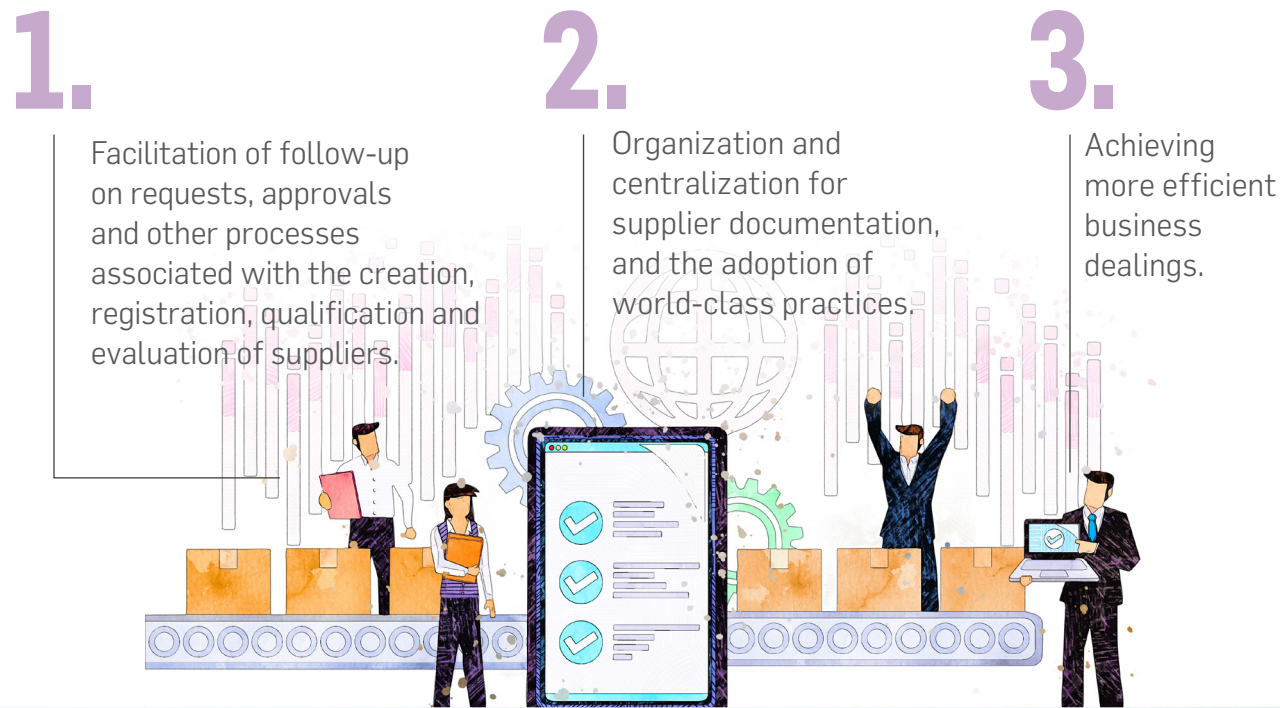 1.
Facilitation of follow-up
on requests, approvals
and other processes
associated with the creation,
registration, qualification and
evaluation of suppliers.
2.
Organization and
centralization for
supplier documentation,
and the adoption of
world-class practices.
3.
Achieving
more efficient
business
dealings.